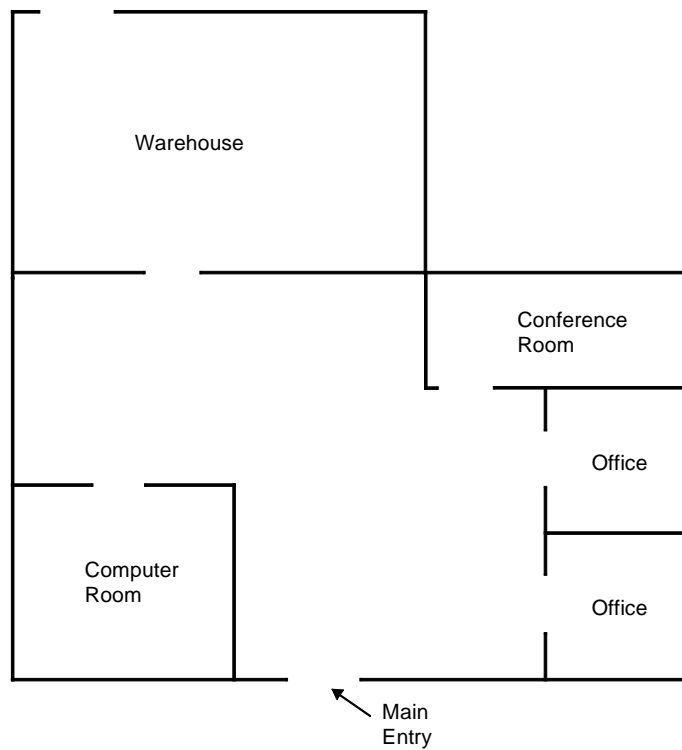 Warehouse
Conference
Room
Office
Computer
Room
Office
Main
Entry